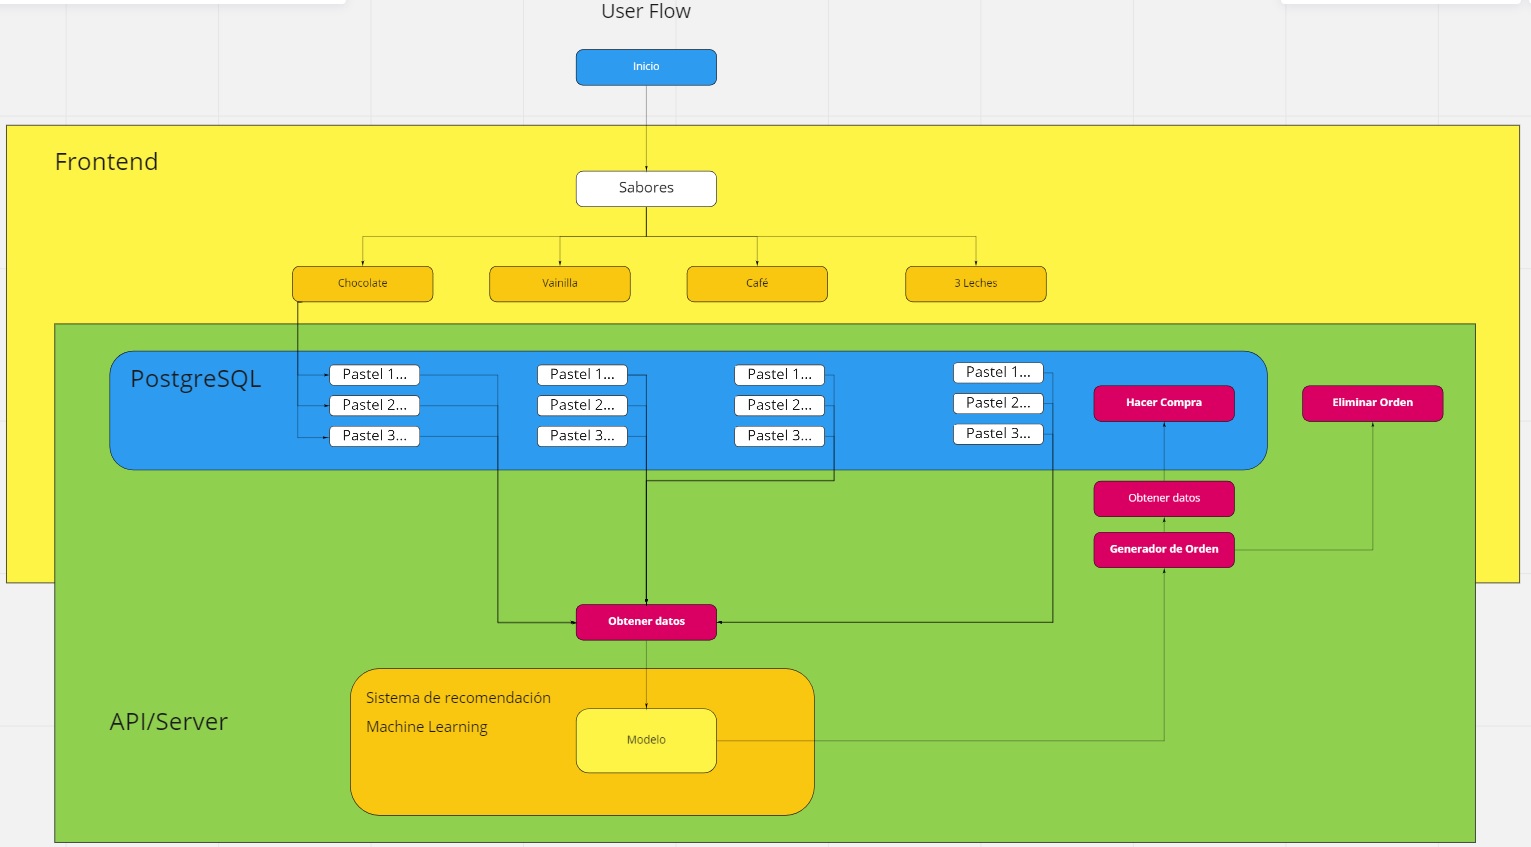 User Flow
Inicio
Frontend
Sabores
Chocolate
Vainilla
Café
3 Leches
PostgreSQL
Pastel 1...
Pastel 2...
Pastel 3...
Pastel 1...
Pastel 2...
Pastel 3...
Pastel 1...
Pastel 2...
Pastel 3...
Pastel 1...
Pastel 2...
Pastel 3...
Hacer Compra
Eliminar Orden
Obtener datos
Generador de Orden
Obtener datos
Sistema de recomendación
Machine Learning
Modelo
API/Server